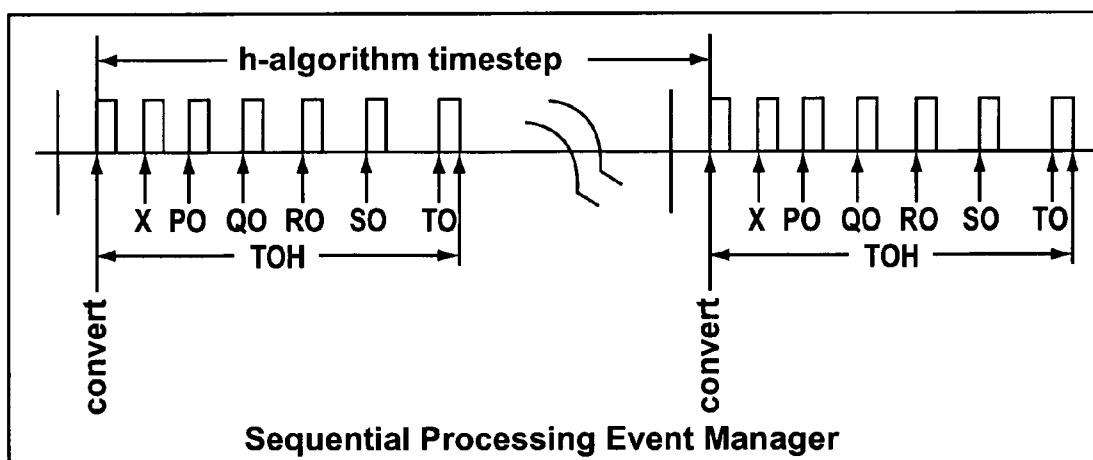 h-algorithm timestep
X PO QO RO SO TO X PO QO RO SO TO
TOH TOH
convert convert
Sequential Processing Event Manager